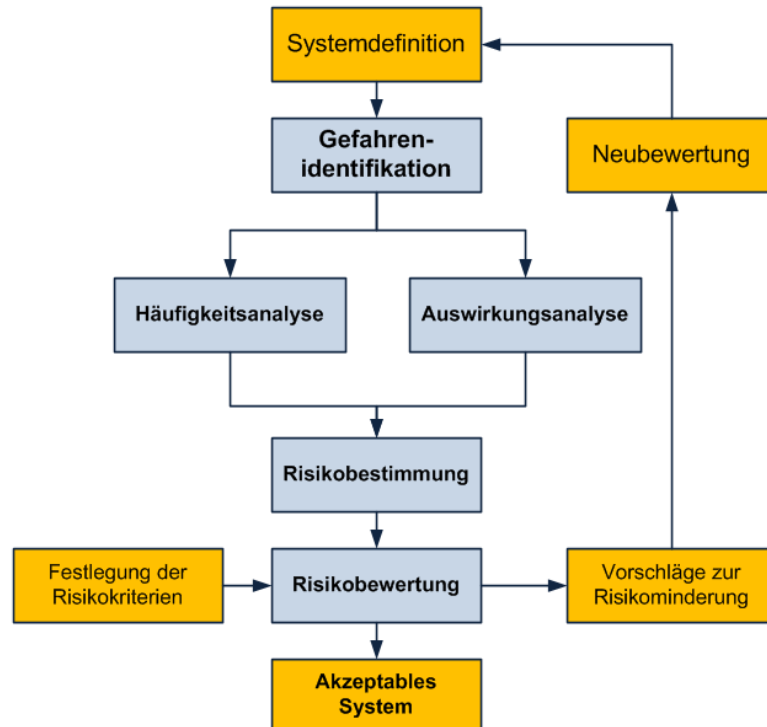 Systemdefinition
Gefahren-
identifikation
Neubewertung
Häufigkeitsanalyse
Auswirkungsanalyse
Risikobestimmung
Festlegung der
Risikokriterien
Risikobewertung
Vorschläge zur
Risikominderung
Akzeptables
System